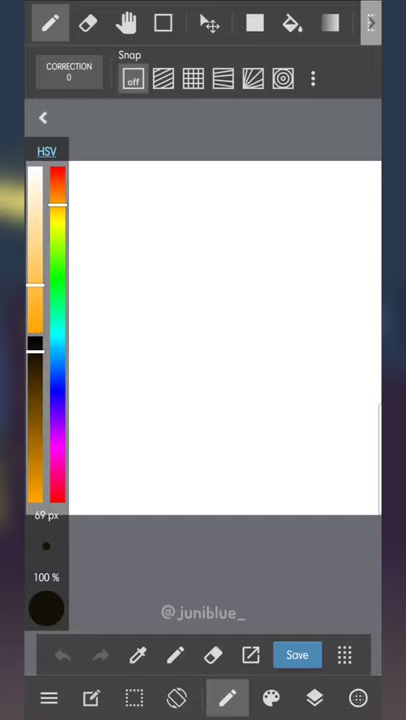 Snap
CORRECTION
0
off
HSV
69 px
100 %
@juniblue_
Save